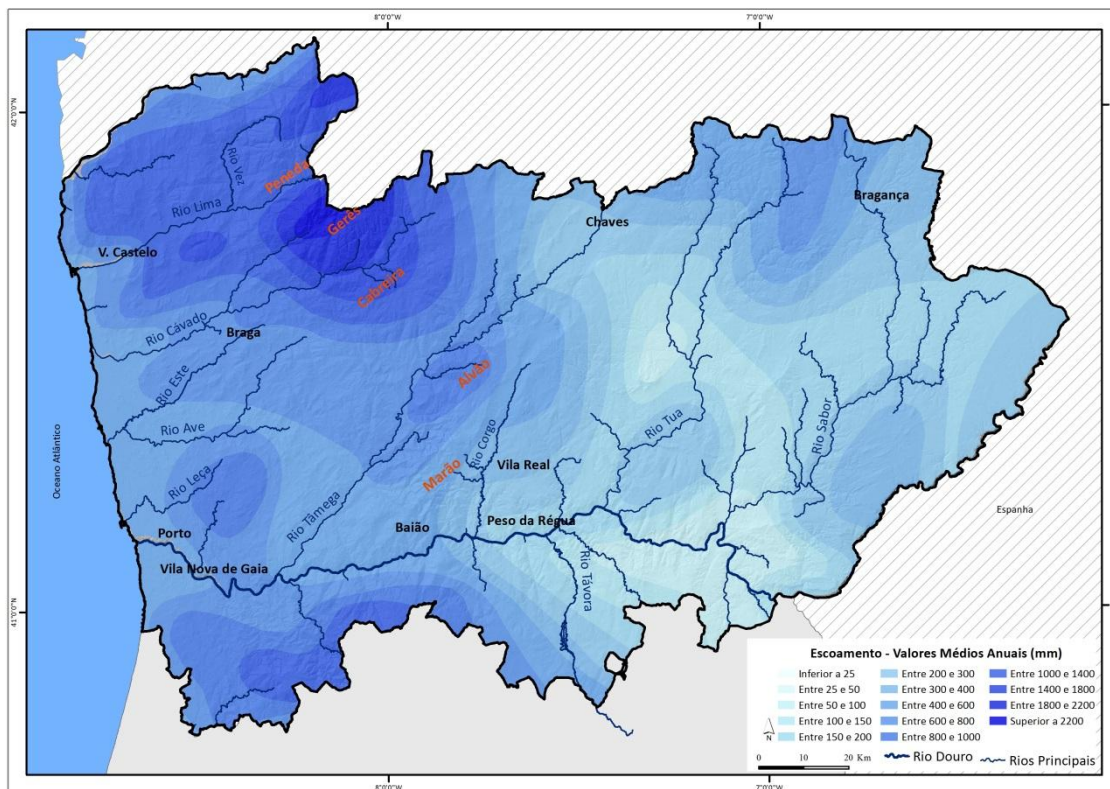 8°0'0"W
7°0'0"W
42°0'0"N
Peneda
Rio Vez
Bragança
Rio Lima
Gerês
Chaves
V. Castelo
Cabreira
Rio Cávado
Braga
Rio Este
Alvão
Rio Ave
Rio Tua
Rio Sabor
Oceano Atlântico
Rio Corgo
Marão
Vila Real
Rio Leça
Rio Tâmega
Espanha
Porto
Baião
Peso da Régua
Vila Nova de Gaia
Rio Távora
41°0'0"N
Escoamento - Valores Médios Anuais (mm)
Inferior a 25
Entre 25 e 50
Entre 50 e 100
Entre 100 e 150
Entre 150 e 200
Entre 200 e 300
Entre 300 e 400
Entre 400 e 600
Entre 600 e 800
Entre 800 e 1000
Entre 1000 e 1400
Entre 1400 e 1800
Entre 1800 e 2200
Superior a 2200
N
0 10 20 Km
Rio Douro
Rios Principais
8°0'0"W
7°0'0"W